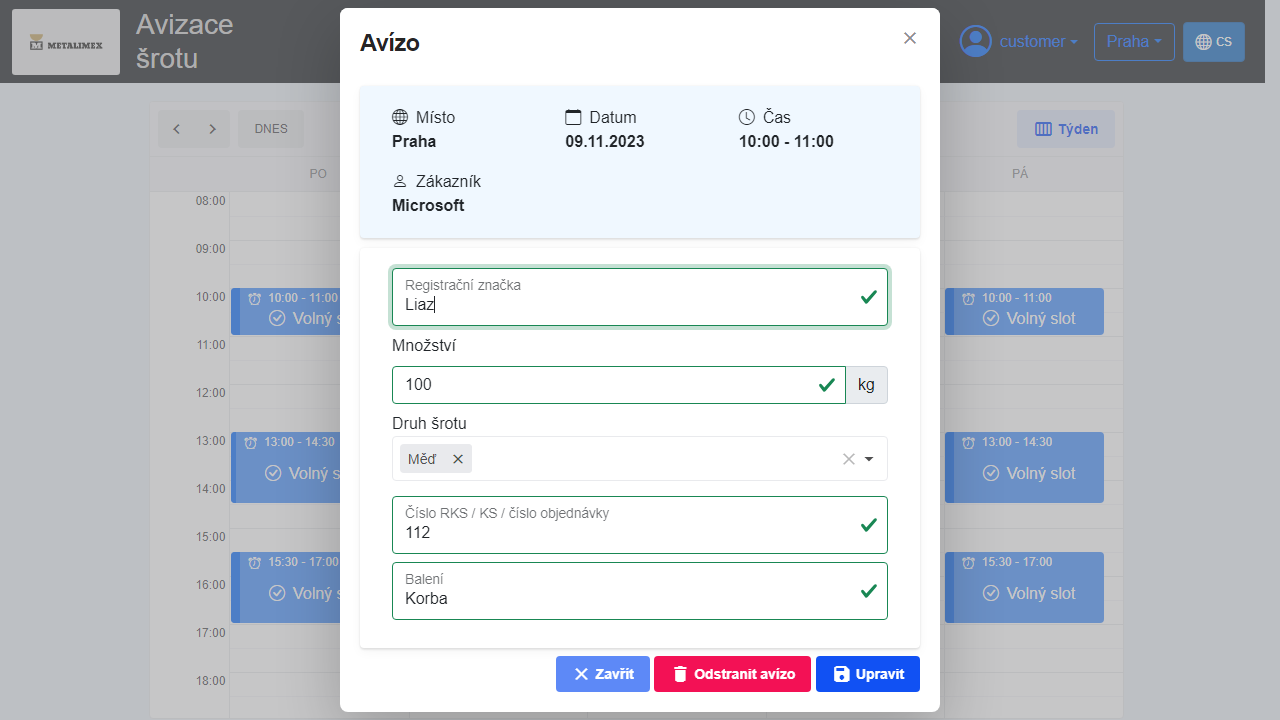 METALIMEX
Avizace
šrotu
customer
Praha
CS
DNES
Týden
PO
PÁ
08:00
09:00
10:00
11:00
12:00
13:00
14:00
15:00
16:00
17:00
18:00
10:00 - 11:00
Volný s
13:00 - 14:30
Volný s
15:30 - 17:00
Volný s
10:00 - 11:00
Volný slot
13:00 - 14:30
Volný slot
15:30 - 17:00
Volný slot
Avízo
Místo
Praha
Datum
09.11.2023
Čas
10:00 - 11:00
Zákazník
Microsoft
Registrační značka
Liaz
Množství
100 kg
Druh šrotu
Měď
Číslo RKS / KS / číslo objednávky
112
Balení
Korba
Zavřít
Odstranit avízo
Upravit